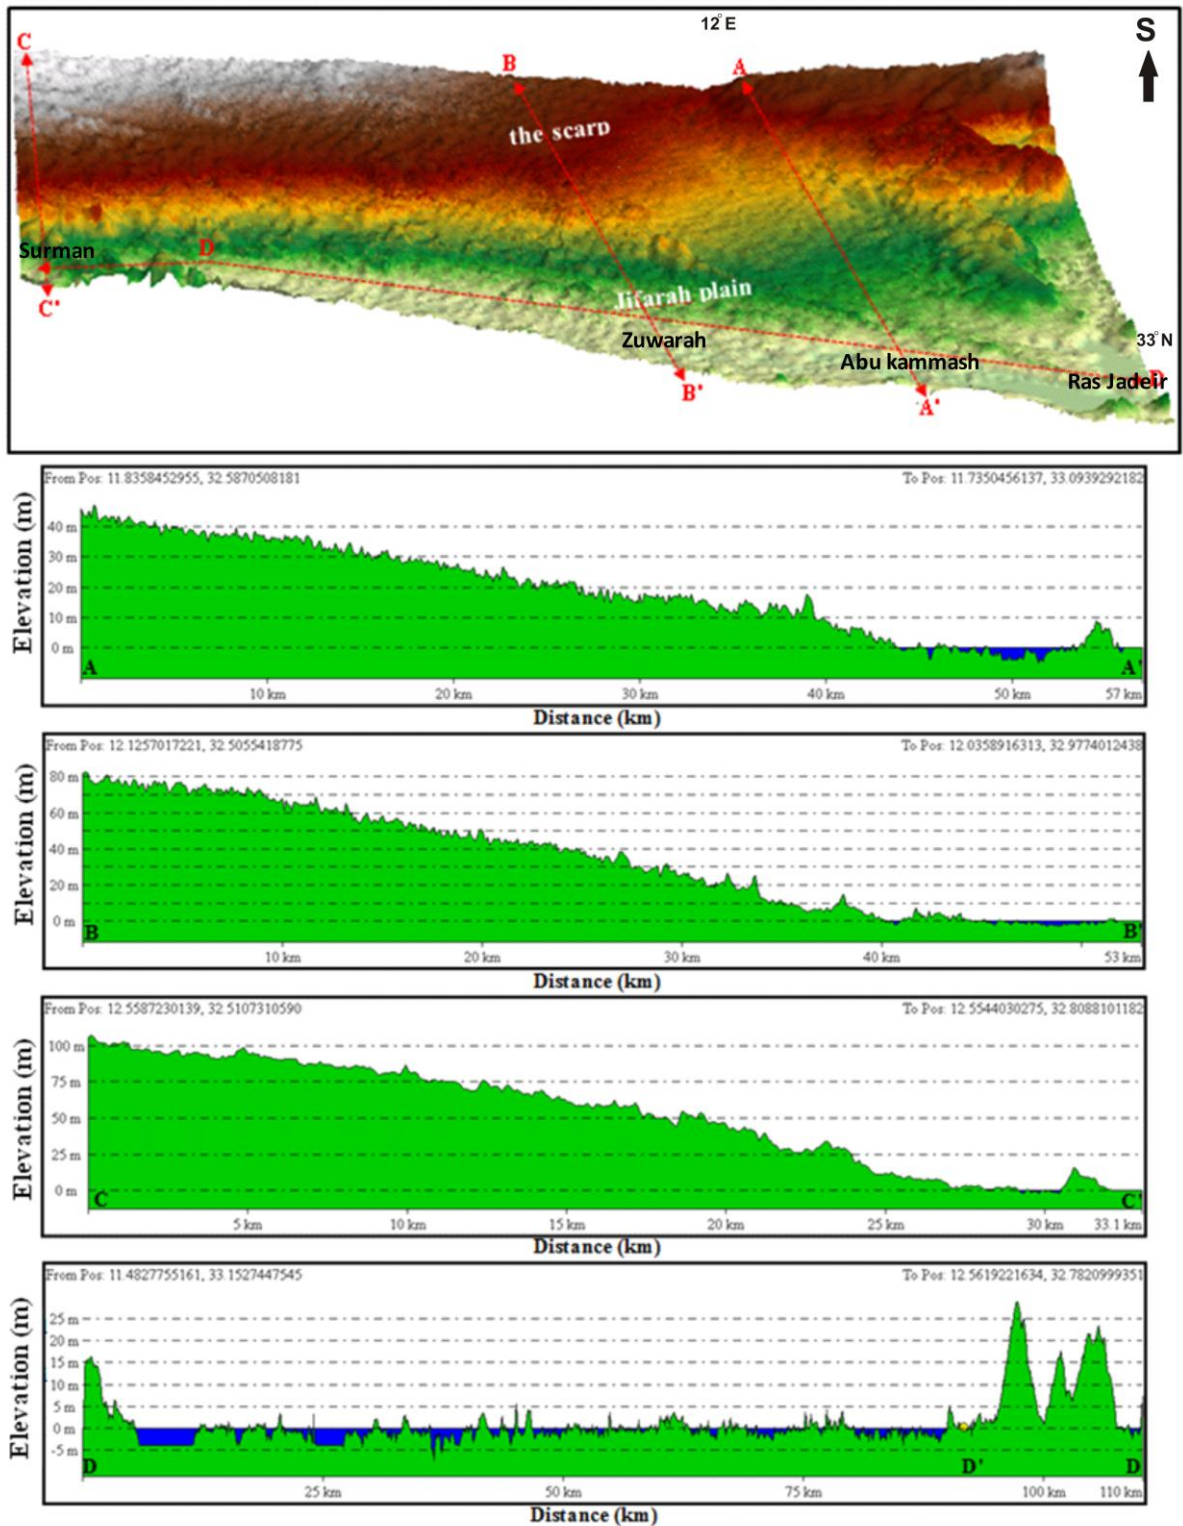 12°E
S
C
B
A
the scarp
Surman
D
Jifarah plain
C'
Zuwarah
33°N
Abu kammash
Ras Jadeir
D
B'
A'
From Pos: 11.8358452955, 32.5870508181
To Pos: 11.7350456137, 33.0939292182
Elevation (m)
40 m
30 m
20 m
10 m
0 m
A
A'
10 km
20 km
30 km
40 km
50 km
57 km
Distance (km)
From Pos: 12.1257017221, 32.5055418775
To Pos: 12.0358916313, 32.9774012438
Elevation (m)
80 m
60 m
40 m
20 m
0 m
B
B'
10 km
20 km
30 km
40 km
53 km
Distance (km)
From Pos: 12.5587230139, 32.5107310590
To Pos: 12.5544030275, 32.8088101182
Elevation (m)
100 m
75 m
50 m
25 m
0 m
C
C'
5 km
10 km
15 km
20 km
25 km
30 km
33.1 km
Distance (km)
From Pos: 11.4827755161, 33.1527447545
To Pos: 12.5619221634, 32.7820999351
Elevation (m)
25 m
20 m
15 m
10 m
5 m
0 m
-5 m
D
D'
D
25 km
50 km
75 km
100 km
110 km
Distance (km)